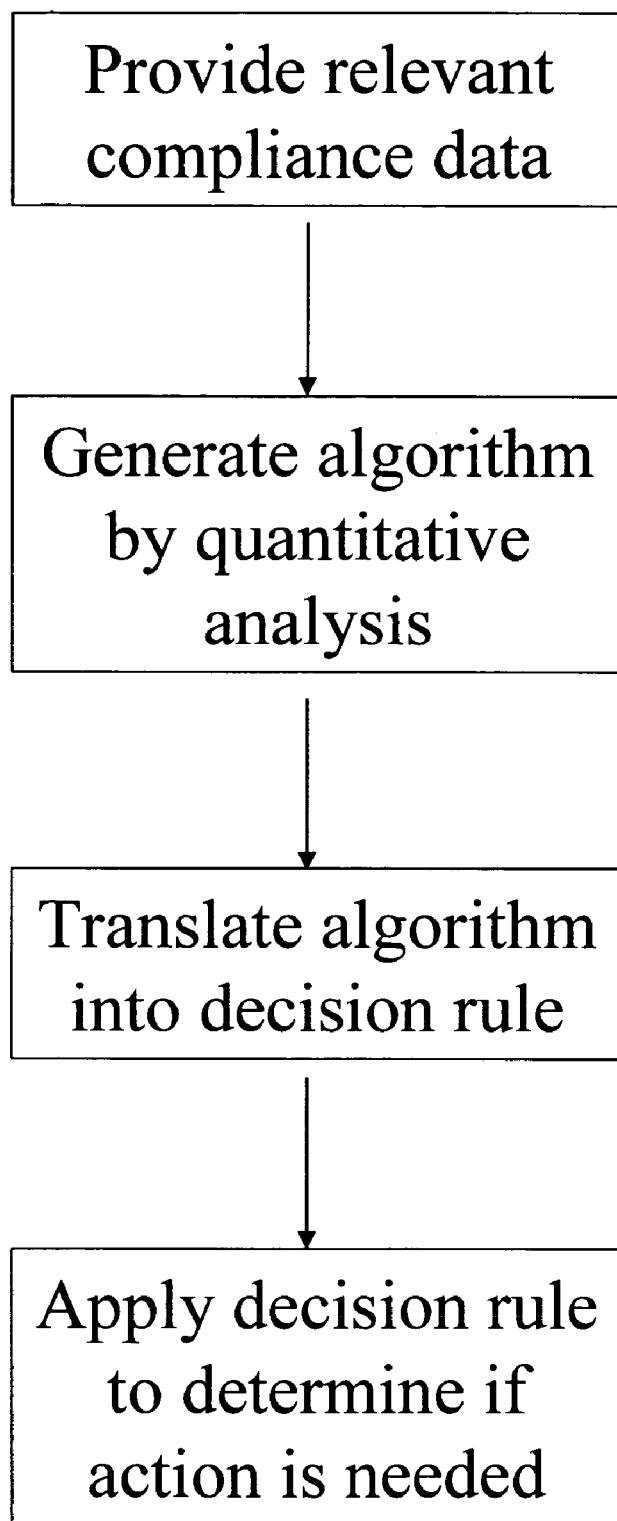 Provide relevant
compliance data
Generate algorithm
by quantitative
analysis
Translate algorithm
into decision rule
Apply decision rule
to determine if
action is needed